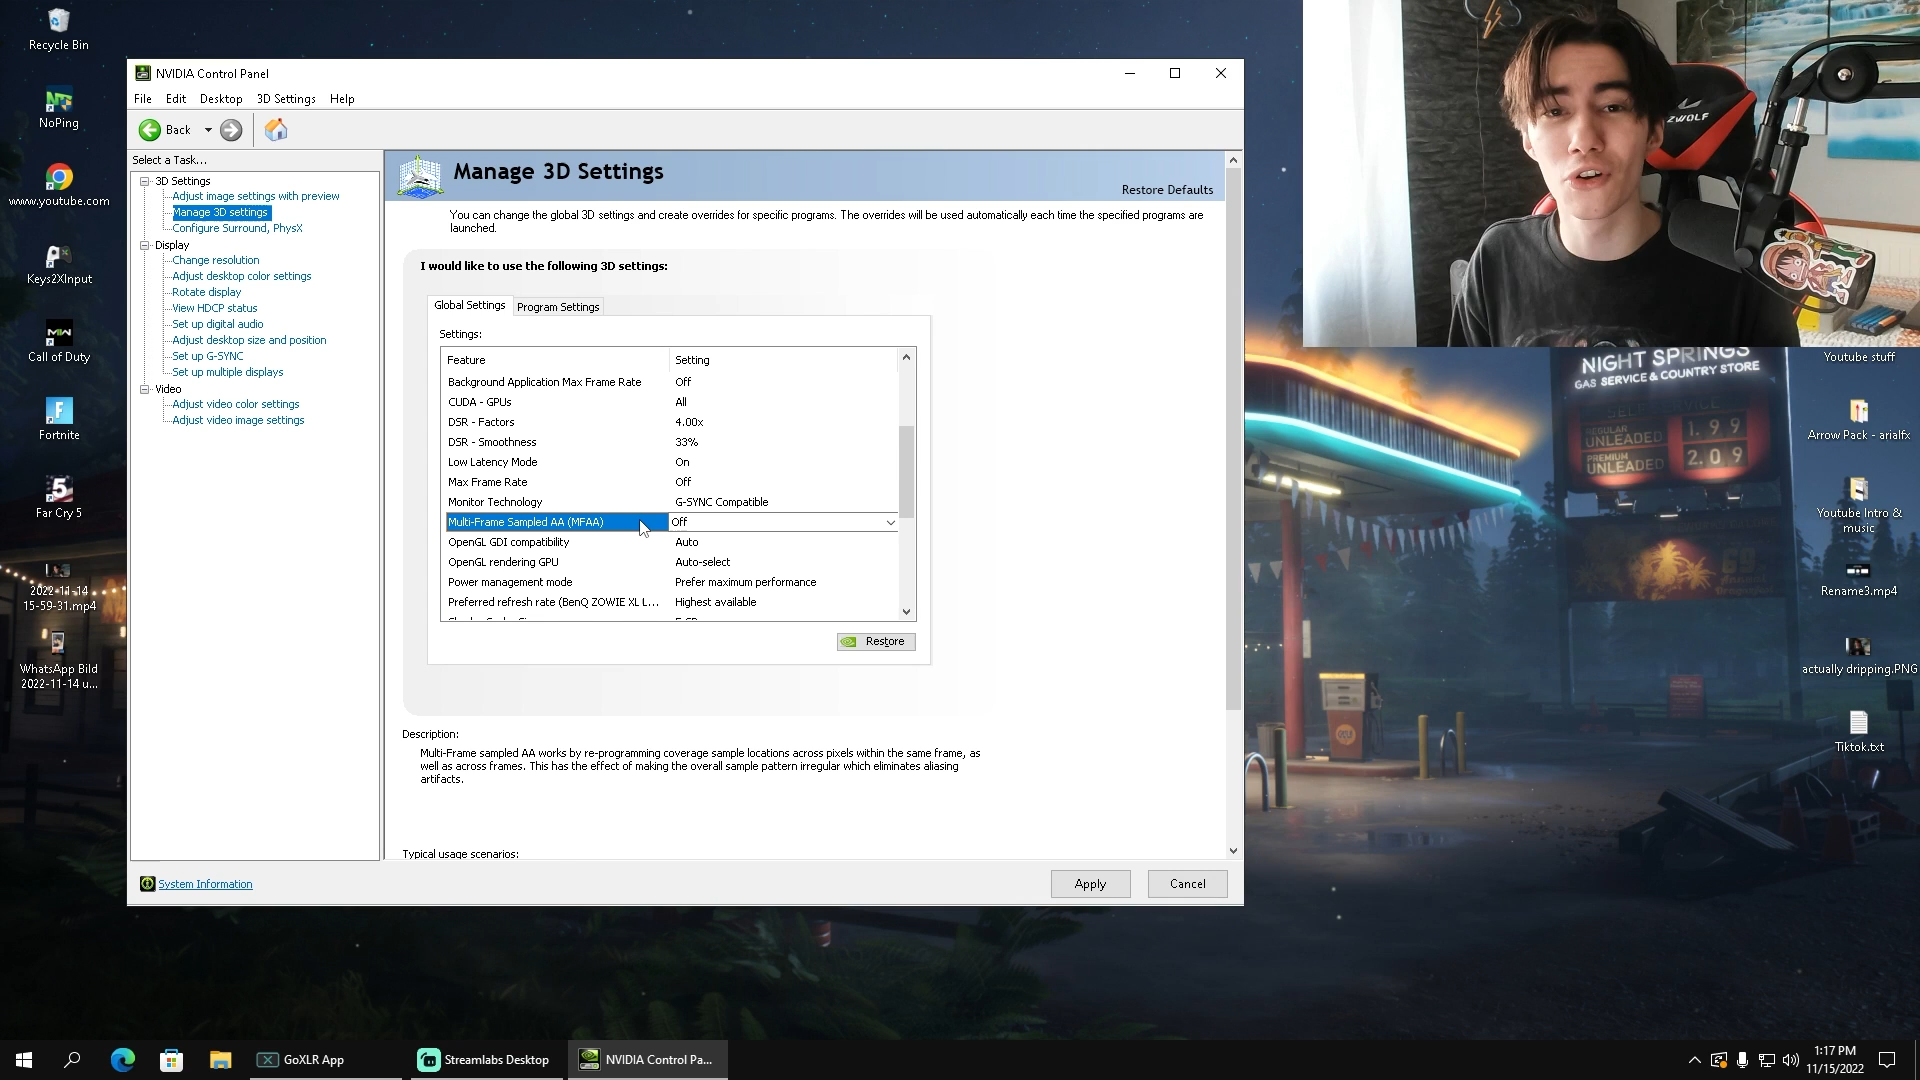 Recycle Bin
NoPing
www.youtube.com
Keys2XInput
Call of Duty
Fortnite
Far Cry 5
2022-11-14
15-59-31.mp4
WhatsApp Bild
2022-11-14 u...
NVIDIA Control Panel
File Edit Desktop 3D Settings Help
Back
Select a Task...
3D Settings
Adjust image settings with preview
Manage 3D settings
Configure Surround, PhysX
Display
Change resolution
Adjust desktop color settings
Rotate display
View HDCP status
Set up digital audio
Adjust desktop size and position
Set up G-SYNC
Set up multiple displays
Video
Adjust video color settings
Adjust video image settings
System Information
Manage 3D Settings
Restore Defaults
You can change the global 3D settings and create overrides for specific programs. The overrides will be used automatically each time the specified programs are
launched.
I would like to use the following 3D settings:
Global Settings Program Settings
Settings:
Feature Setting
Background Application Max Frame Rate Off
CUDA - GPUs All
DSR - Factors 4.00x
DSR - Smoothness 33%
Low Latency Mode On
Max Frame Rate Off
Monitor Technology G-SYNC Compatible
Multi-Frame Sampled AA (MFAA) Off
OpenGL GDI compatibility Auto
OpenGL rendering GPU Auto-select
Power management mode Prefer maximum performance
Preferred refresh rate (BenQ ZOWIE XL L... Highest available
Restore
Description:
Multi-Frame sampled AA works by re-programming coverage sample locations across pixels within the same frame, as
well as across frames. This has the effect of making the overall sample pattern irregular which eliminates aliasing
artifacts.
Typical usage scenarios:
Apply Cancel
ZWOLF
NIGHT SPRINGS
GAS SERVICE & COUNTRY STORE
SELF SERVICE
REGULAR
UNLEADED 1.99
PREMIUM
UNLEADED 2.09
69
Youtube stuff
Arrow Pack - arialfx
Youtube Intro &
music
Rename3.mp4
actually dripping.PNG
Tiktok.txt
GoXLR App
Streamlabs Desktop
NVIDIA Control Pa...
1:17 PM
11/15/2022